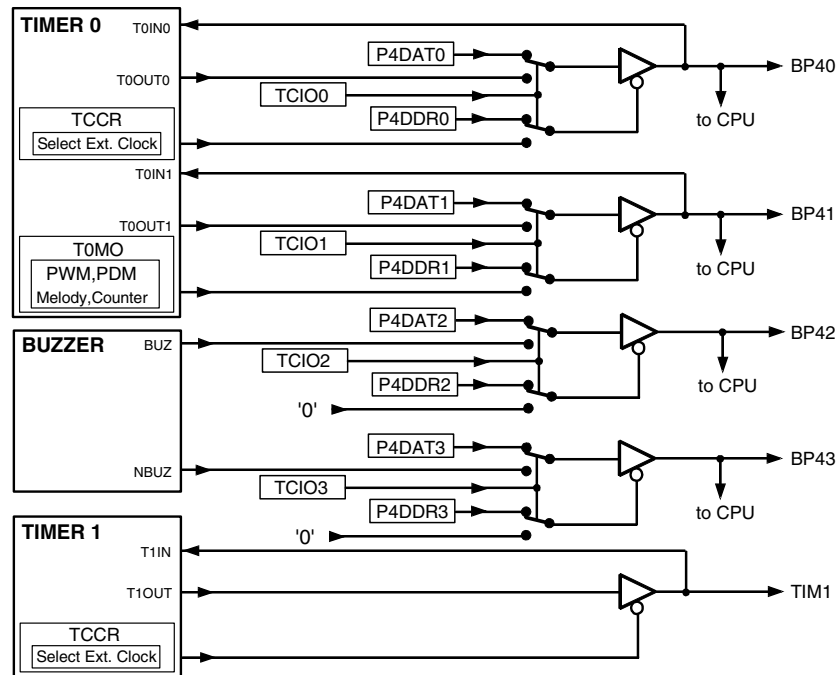 TIMER 0
T0IN0
P4DAT0
BP40
T0OUT0
TCIO0
P4DDR0
to CPU
TCCR
Select Ext. Clock
T0IN1
P4DAT1
BP41
T0OUT1
TCIO1
P4DDR1
to CPU
T0MO
PWM,PDM
Melody,Counter
P4DAT2
BP42
BUZZER
BUZ
TCIO2
P4DDR2
to CPU
'0'
P4DAT3
BP43
NBUZ
TCIO3
P4DDR3
to CPU
'0'
TIMER 1
T1IN
T1OUT
TIM1
TCCR
Select Ext. Clock